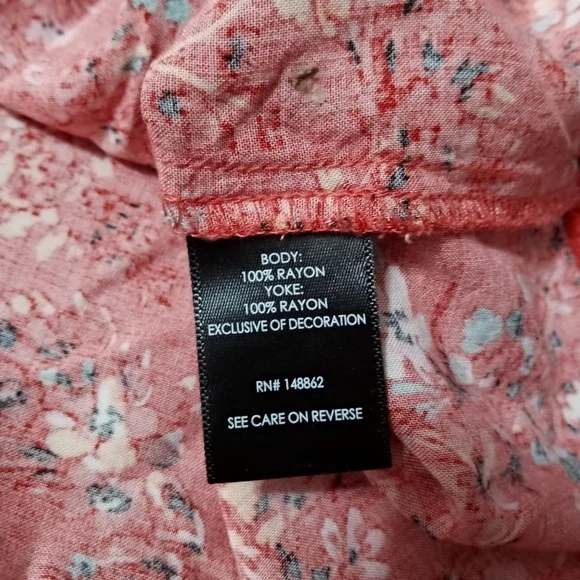 BODY:
100% RAYON
YOKE:
100% RAYON
EXCLUSIVE OF DECORATION
RN# 148862
SEE CARE ON REVERSE